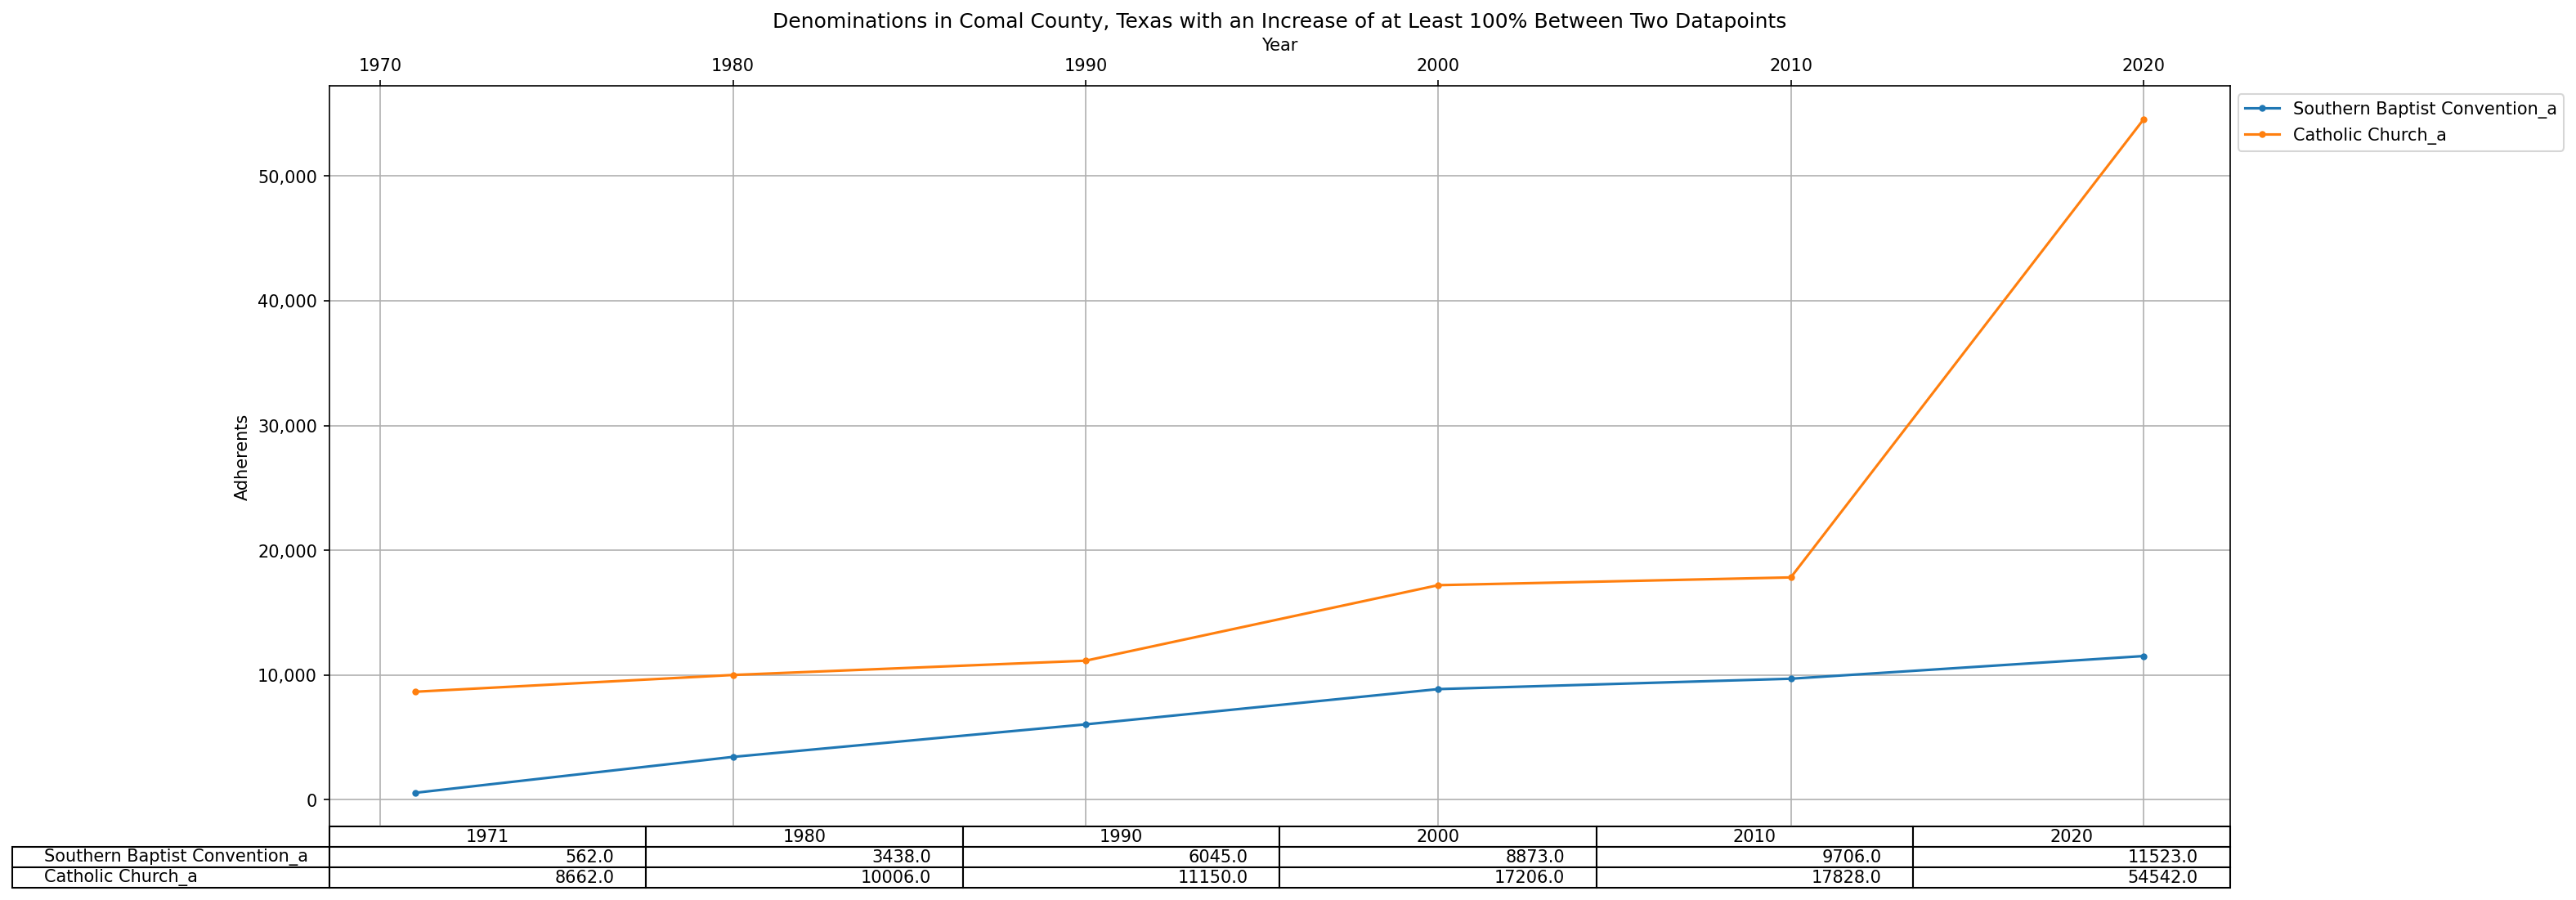 Denominations in Comal County, Texas with an Increase of at Least 100% Between Two Datapoints
Year
1970 1980 1990 2000 2010 2020
Southern Baptist Convention_a
Catholic Church_a
50,000
40,000
30,000
20,000
10,000
0
Adherents
1971 1980 1990 2000 2010 2020
Southern Baptist Convention_a 562.0 3438.0 6045.0 8873.0 9706.0 11523.0
Catholic Church_a 8662.0 10006.0 11150.0 17206.0 17828.0 54542.0